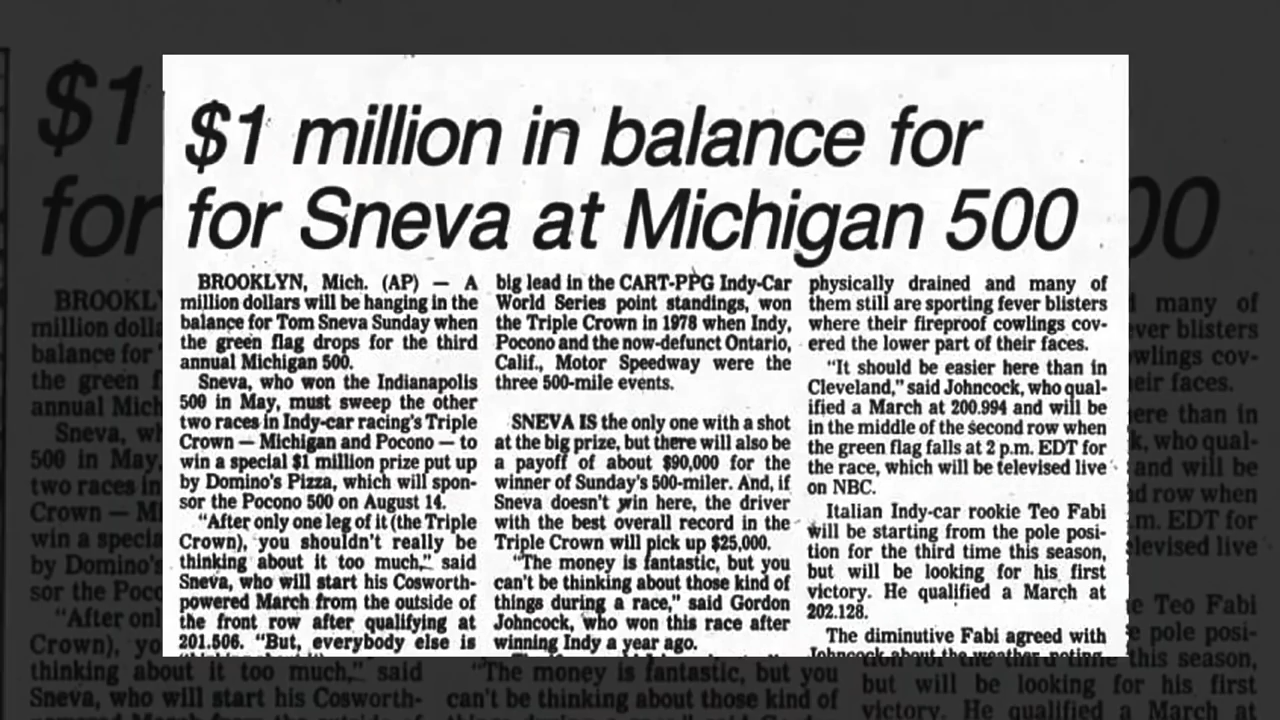 $1 million in balance for
for Sneva at Michigan 500
BROOKLYN, Mich. (AP) — A
million dollars will be hanging in the
balance for Tom Sneva Sunday when
the green flag drops for the third
annual Michigan 500.
Sneva, who won the Indianapolis
500 in May, must sweep the other
two races in Indy-car racing's Triple
Crown — Michigan and Pocono — to
win a special $1 million prize put up
by Domino's Pizza, which will spon-
sor the Pocono 500 on August 14.
"After only one leg of it (the Triple
Crown), you shouldn't really be
thinking about it too much," said
Sneva, who will start his Cosworth-
powered March from the outside of
the front row after qualifying at
201.506. "But, everybody else is
big lead in the CART-PPG Indy-Car
World Series point standings, won
the Triple Crown in 1978 when Indy,
Pocono and the now-defunct Ontario,
Calif., Motor Speedway were the
three 500-mile events.
SNEVA IS the only one with a shot
at the big prize, but there will also be
a payoff of about $90,000 for the
winner of Sunday's 500-miler. And, if
Sneva doesn't win here, the driver
with the best overall record in the
Triple Crown will pick up $25,000.
"The money is fantastic, but you
can't be thinking about those kind of
things during a race," said Gordon
Johncock, who won this race after
winning Indy a year ago.
physically drained and many of
them still are sporting fever blisters
where their fireproof cowlings cov-
ered the lower part of their faces.
"It should be easier here than in
Cleveland," said Johncock, who qual-
ified a March at 200.994 and will be
in the middle of the second row when
the green flag falls at 2 p.m. EDT for
the race, which will be televised live
on NBC.
Italian Indy-car rookie Teo Fabi
will be starting from the pole posi-
tion for the third time this season,
but will be looking for his first
victory. He qualified a March at
202.128.
The diminutive Fabi agreed with
Johncock about the weather, noting